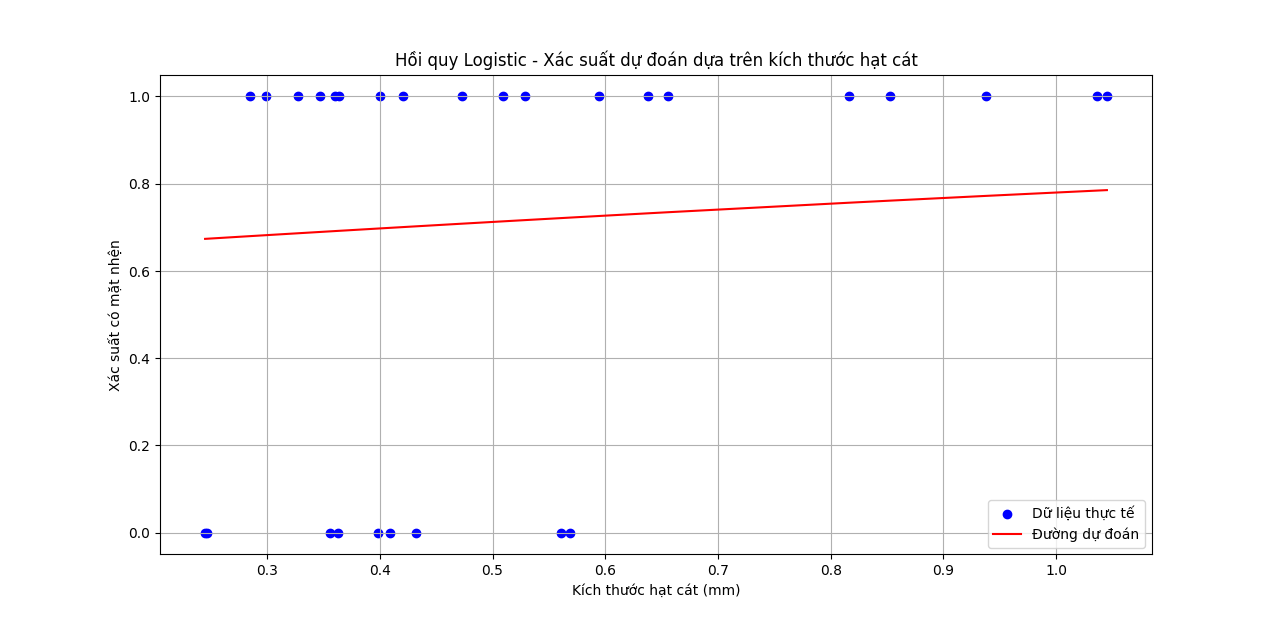 Hồi quy Logistic - Xác suất dự đoán dựa trên kích thước hạt cát
1.0
0.8
0.6
0.4
0.2
0.0
Xác suất có mặt nhện
0.3 0.4 0.5 0.6 0.7 0.8 0.9 1.0
Kích thước hạt cát (mm)
Dữ liệu thực tế
Đường dự đoán